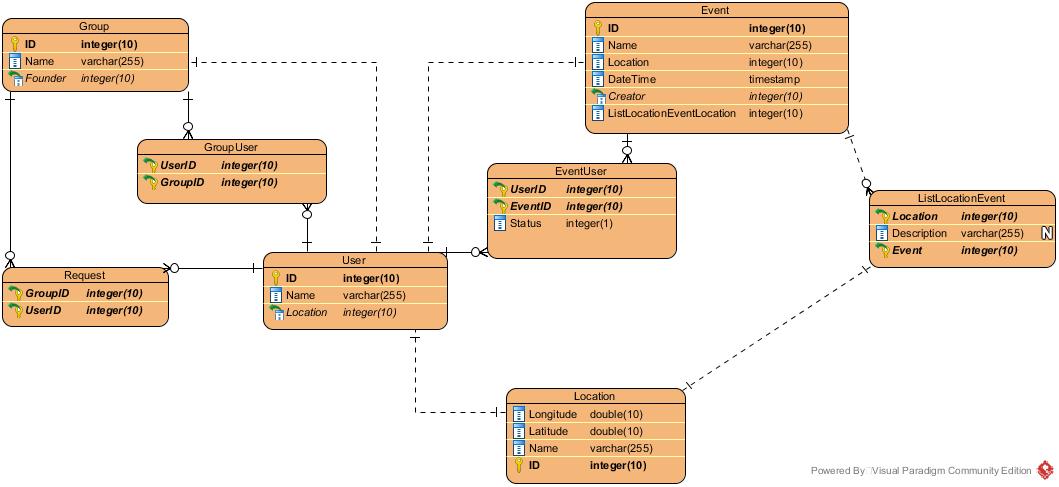 Group
ID integer(10)
Name varchar(255)
Founder integer(10)
Event
ID integer(10)
Name varchar(255)
Location integer(10)
DateTime timestamp
Creator integer(10)
ListLocationEventLocation integer(10)
GroupUser
UserID integer(10)
GroupID integer(10)
EventUser
UserID integer(10)
EventID integer(10)
Status integer(1)
ListLocationEvent
Location integer(10)
Description varchar(255) N
Event integer(10)
Request
GroupID integer(10)
UserID integer(10)
User
ID integer(10)
Name varchar(255)
Location integer(10)
Location
Longitude double(10)
Latitude double(10)
Name varchar(255)
ID integer(10)
Powered By Visual Paradigm Community Edition